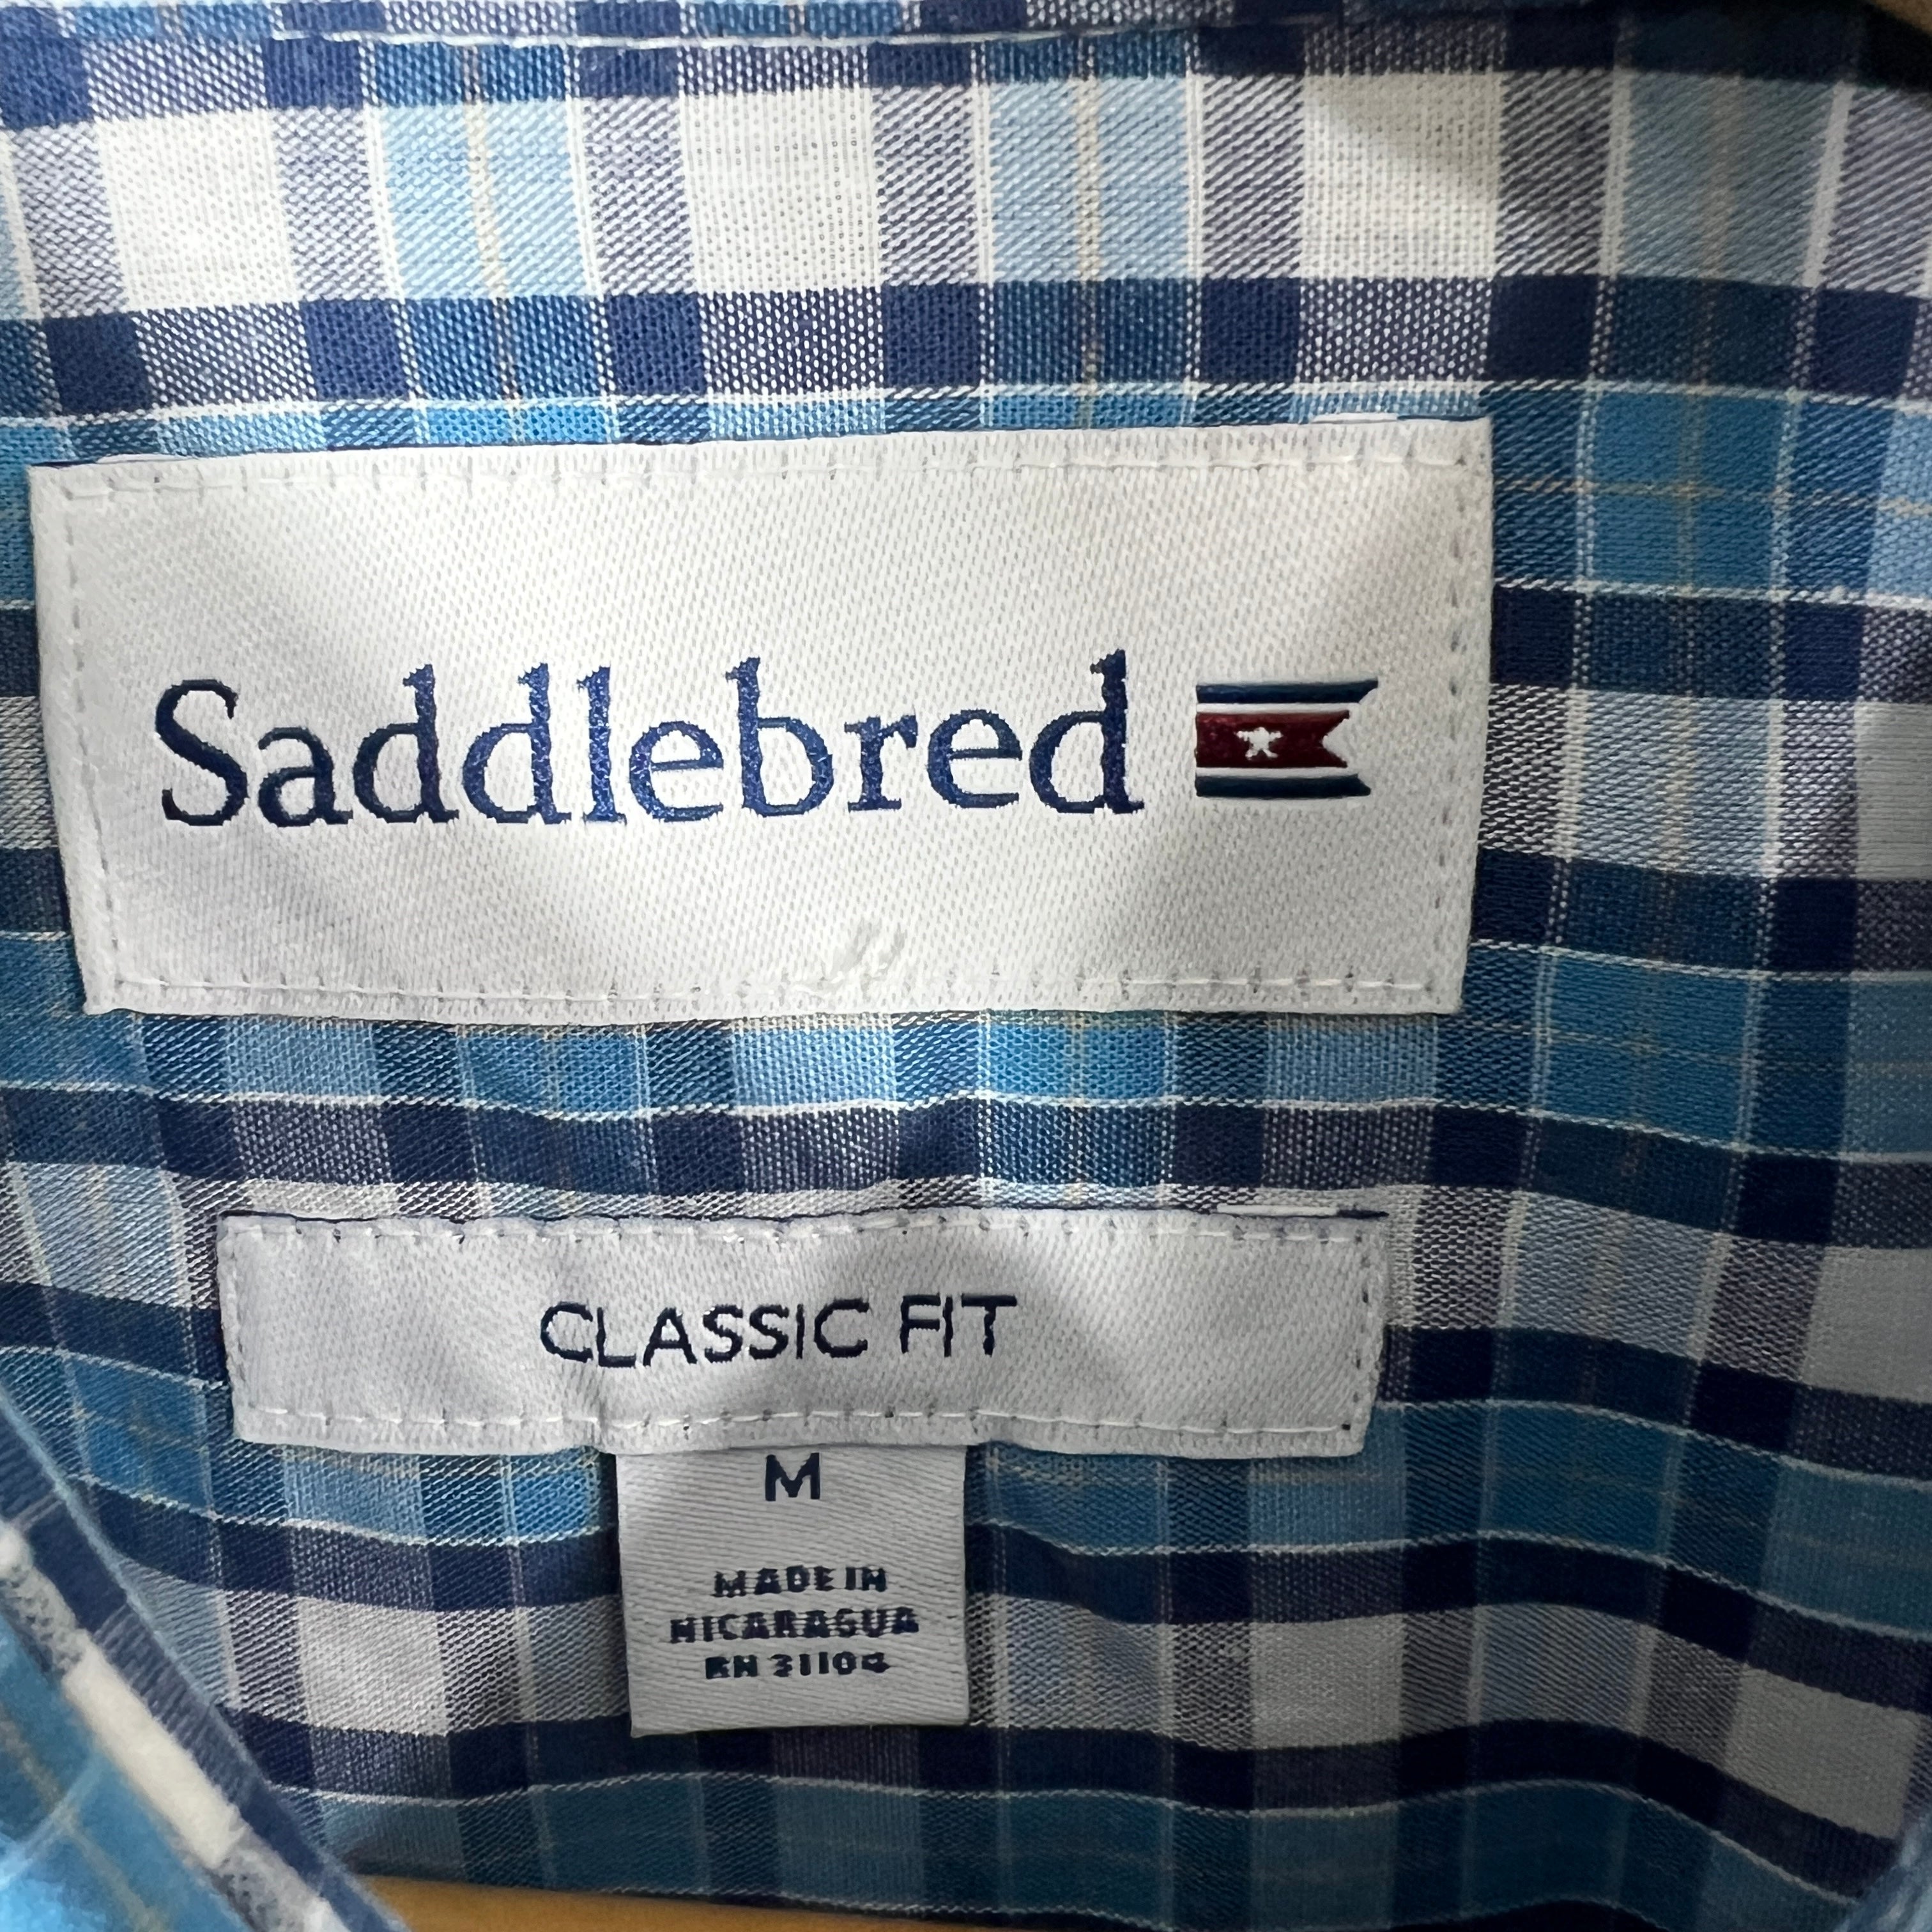 Saddlebred
CLASSIC FIT
M
MADE IN
NICARAGUA
RN 31104